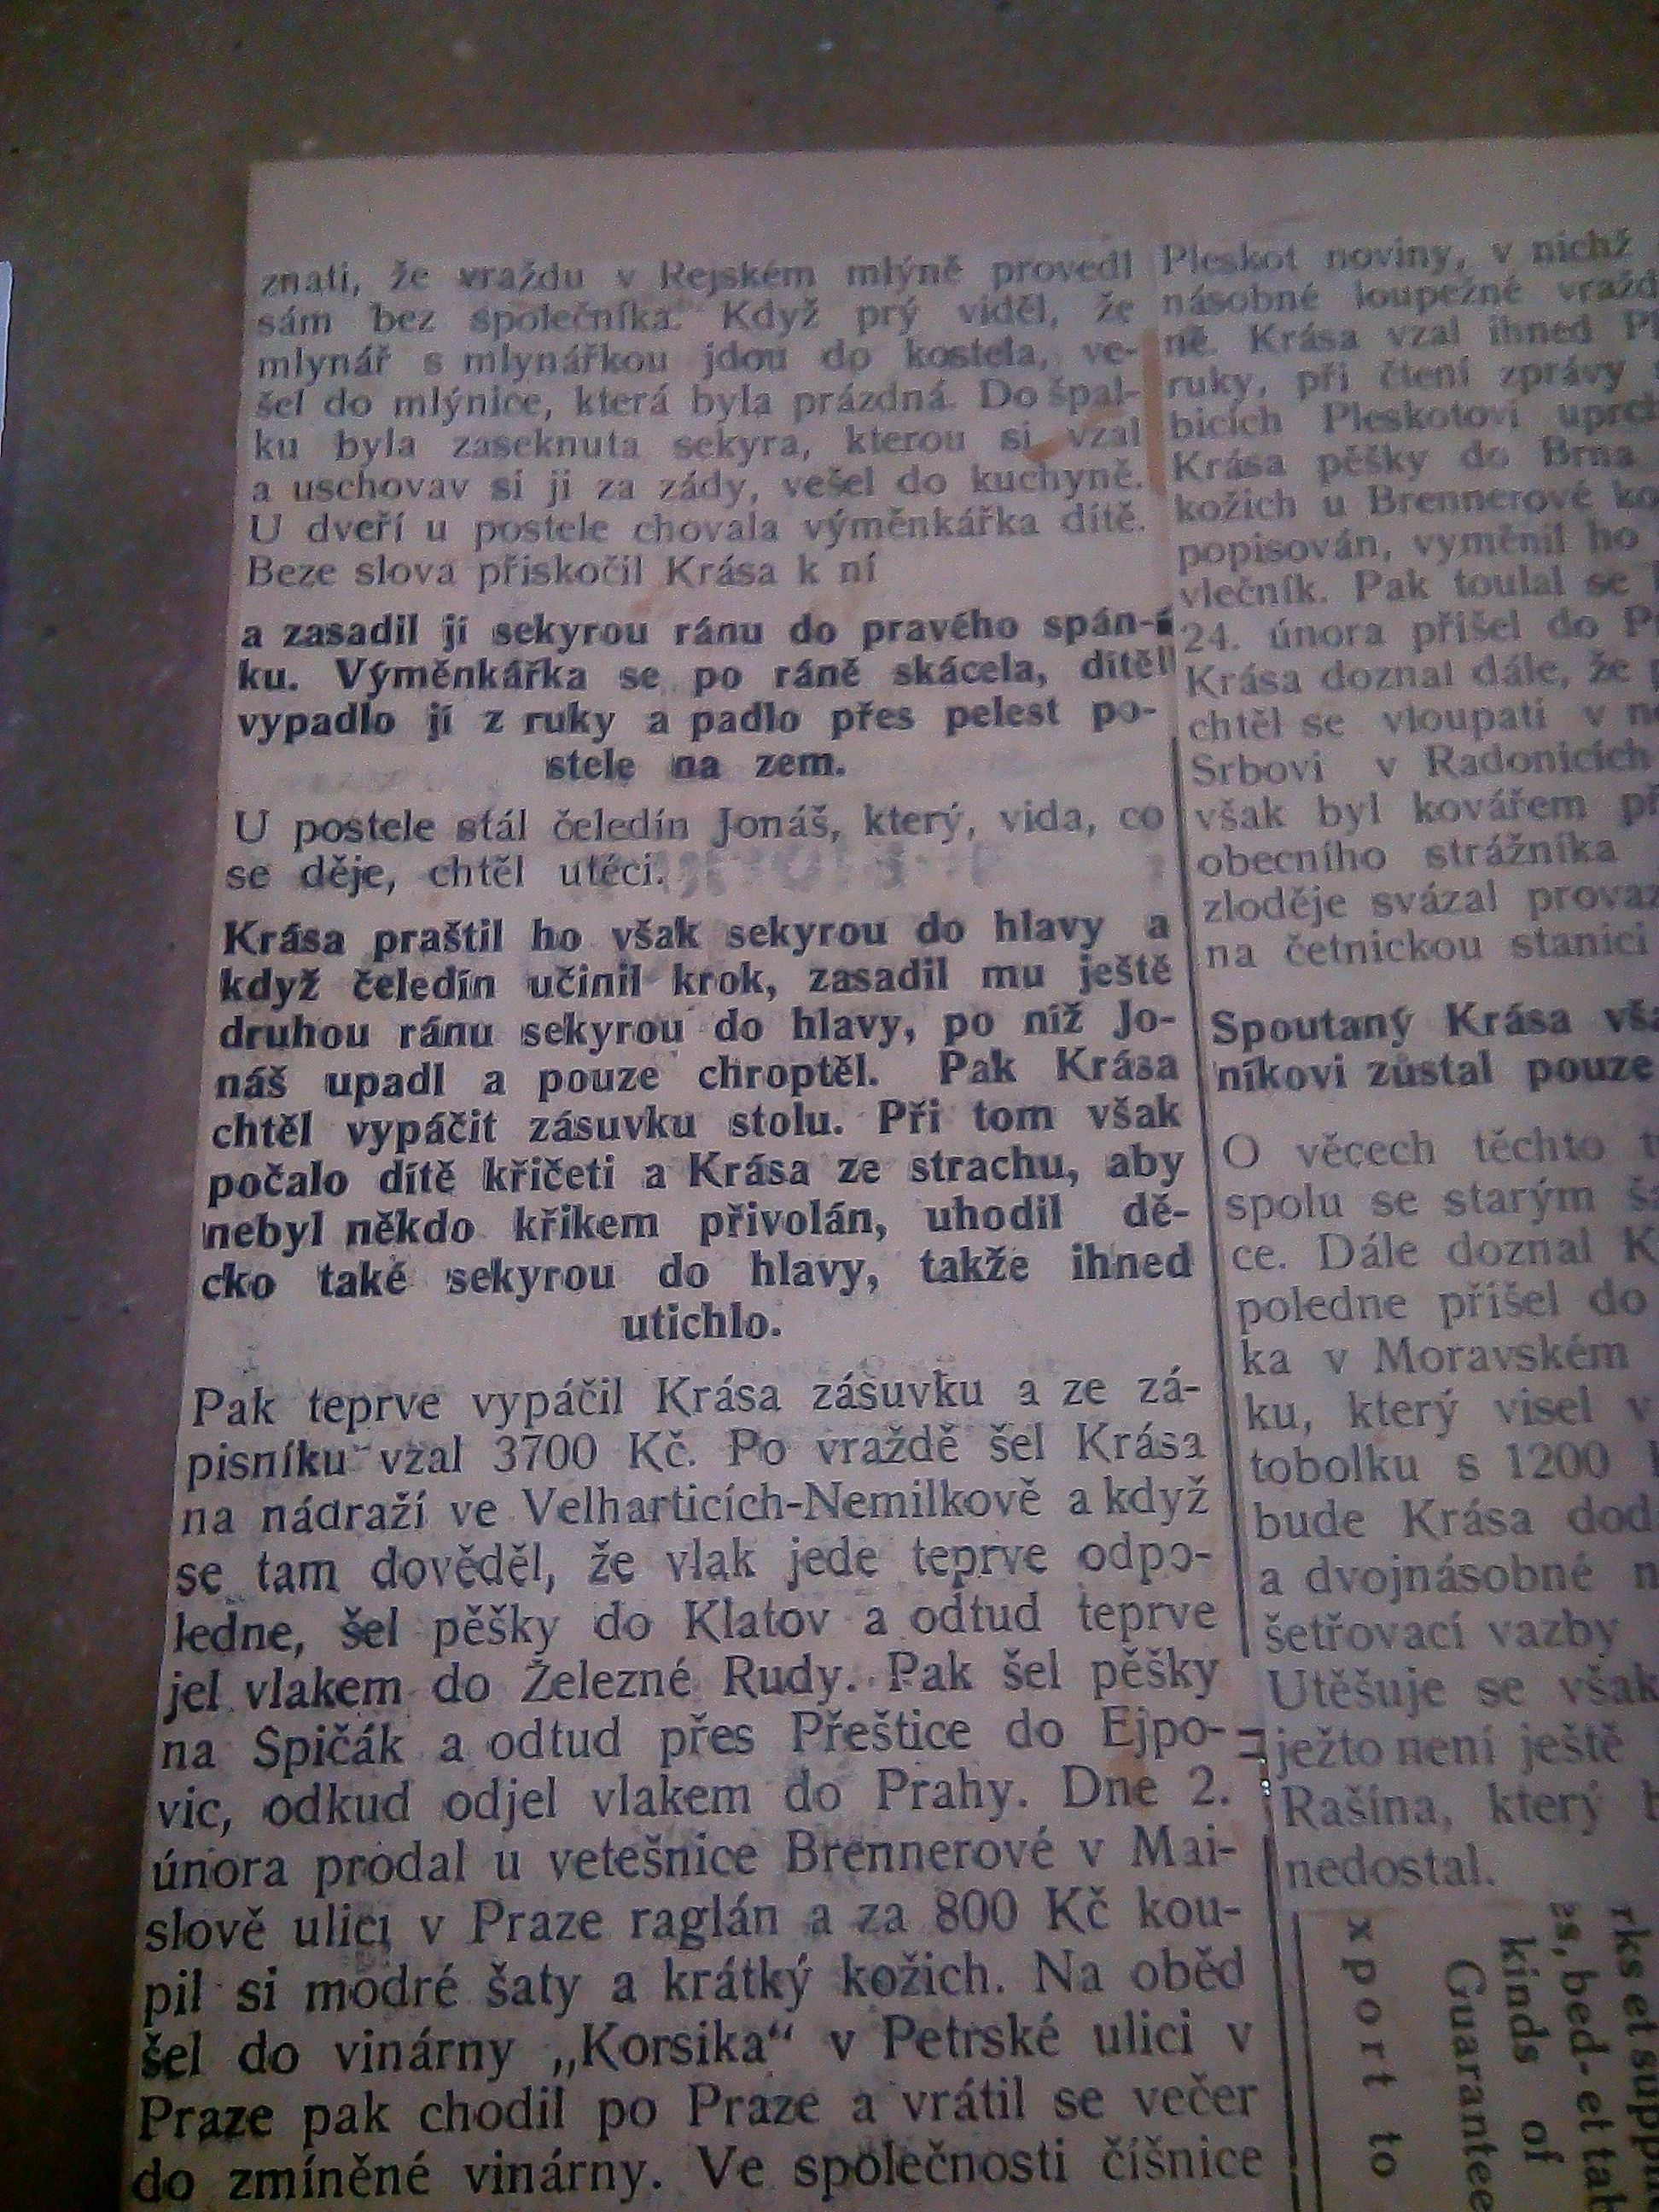 znati, že vraždu v Rejském mlýně provedl
sám bez společníka. Když prý viděl, že
mlynář s mlynářkou jdou do kostela, ve-
šel do mlýnice, která byla prázdná. Do špal-
ku byla zaseknuta sekyra, kterou si vzal
a uschovav si ji za zády, vešel do kuchyně.
U dveří u postele chovala výměnkářka dítě.
Beze slova přiskočil Krása k ní
a zasadil jí sekyrou ránu do pravého spán-
ku. Výměnkářka se po ráně skácela, dítě
vypadlo jí z ruky a padlo přes pelest po-
stele na zem.
U postele stál čeledín Jonáš, který, vida, co
se děje, chtěl utéci.
Krása praštil ho však sekyrou do hlavy a
když čeledín učinil krok, zasadil mu ještě
druhou ránu sekyrou do hlavy, po níž Jo-
náš upadl a pouze chroptěl. Pak Krása
chtěl vypáčit zásuvku stolu. Při tom však
počalo dítě křičeti a Krása ze strachu, aby
nebyl někdo křikem přivolán, uhodil dě-
cko také sekyrou do hlavy, takže ihned
utichlo.
Pak teprve vypáčil Krása zásuvku a ze zá-
pisníku vzal 3700 Kč. Po vraždě šel Krása
na nádraží ve Velharticích-Nemilkově a když
se tam dověděl, že vlak jede teprve odpo-
ledne, šel pěšky do Klatov a odtud teprve
jel vlakem do Železné Rudy. Pak šel pěšky
na Špičák a odtud přes Přeštice do Ejpo-
vic, odkud odjel vlakem do Prahy. Dne 2.
února prodal u vetešnice Brennerové v Mai-
slově ulici v Praze raglán a za 800 Kč kou-
pil si modré šaty a krátký kožich. Na oběd
šel do vinárny „Korsika“ v Petrské ulici v
Praze pak chodil po Praze a vrátil se večer
do zmíněné vinárny. Ve společnosti číšnice
Pleskot noviny, v nichž
násobné loupežné vražd
ně. Krása vzal ihned
ruky, při čtení zprávy
bicích Pleskotovi uprch
Krása pěšky do Brna
kožich u Brennerové ko
popisován, vyměnil ho
vlečník. Pak toulal se
24. února přišel do
Krása doznal dále, že
chtěl se vloupati v
Srbovi v Radonicích
však byl kovářem
obecního strážníka
zloděje svázal provaz
na četnickou stanici
Spoutaný Krása vša
níkovi zůstal pouze
O věcech těchto
spolu se starým
ce. Dále doznal K
poledne přišel do
ka v Moravském
ku, který visel v
tobolku s 1200
bude Krása dod
a dvojnásobné
šetřovací vazby
Utěšuje se však
ježto není ještě
Rašína, který
nedostal.
xport to
Guarantee
kinds of
es, bed- et tab
rks et supp